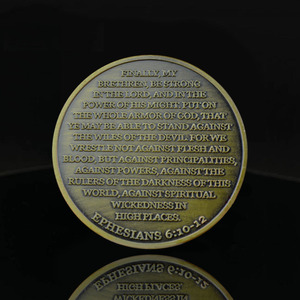 FINALLY, MY
BRETHREN, BE STRONG
IN THE LORD, AND IN THE
POWER OF HIS MIGHT. PUT ON
THE WHOLE ARMOR OF GOD, THAT
YE MAY BE ABLE TO STAND AGAINST
THE WILES OF THE DEVIL. FOR WE
WRESTLE NOT AGAINST FLESH AND
BLOOD, BUT AGAINST PRINCIPALITIES,
AGAINST POWERS, AGAINST THE
RULERS OF THE DARKNESS OF THIS
WORLD, AGAINST SPIRITUAL
WICKEDNESS IN
HIGH PLACES.
EPHESIANS 6:10-12